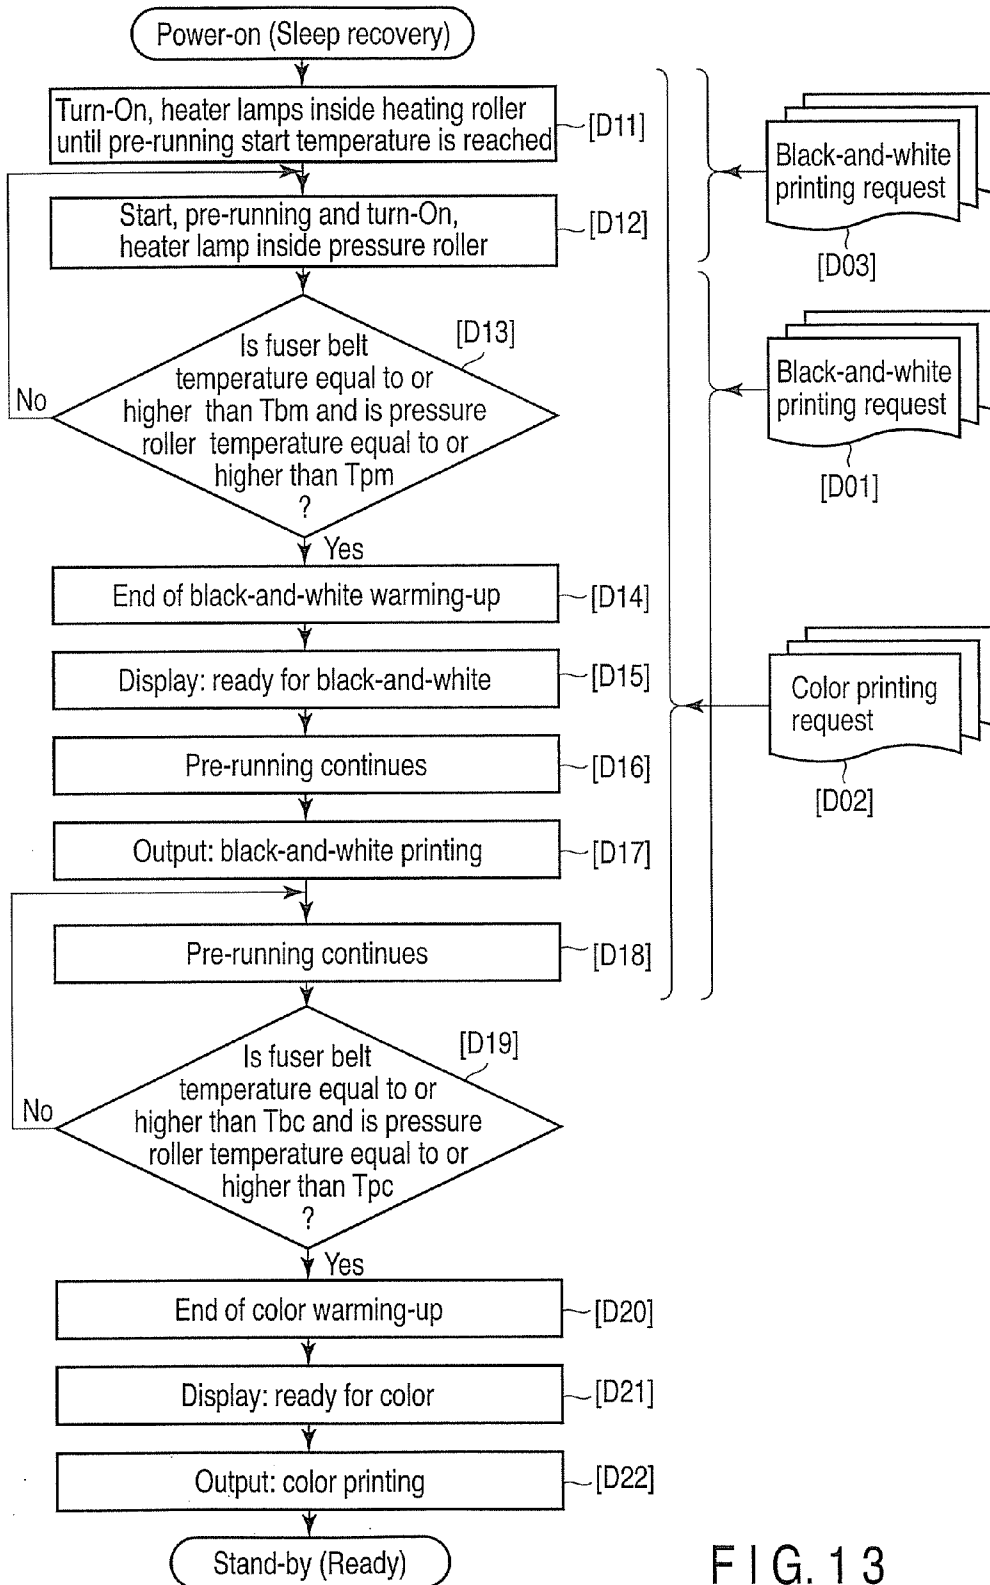 Power-on (Sleep recovery)
Turn-On, heater lamps inside heating roller
until pre-running start temperature is reached
[D11]
Start, pre-running and turn-On,
heater lamp inside pressure roller
[D12]
Is fuser belt
temperature equal to or
higher than Tbm and is pressure
roller temperature equal to or
higher than Tpm
?
[D13]
No
Yes
End of black-and-white warming-up
[D14]
Display: ready for black-and-white
[D15]
Pre-running continues
[D16]
Output: black-and-white printing
[D17]
Pre-running continues
[D18]
Is fuser belt
temperature equal to or
higher than Tbc and is pressure
roller temperature equal to or
higher than Tpc
?
[D19]
No
Yes
End of color warming-up
[D20]
Display: ready for color
[D21]
Output: color printing
[D22]
Stand-by (Ready)
Black-and-white
printing request
[D03]
Black-and-white
printing request
[D01]
Color printing
request
[D02]
FIG. 13